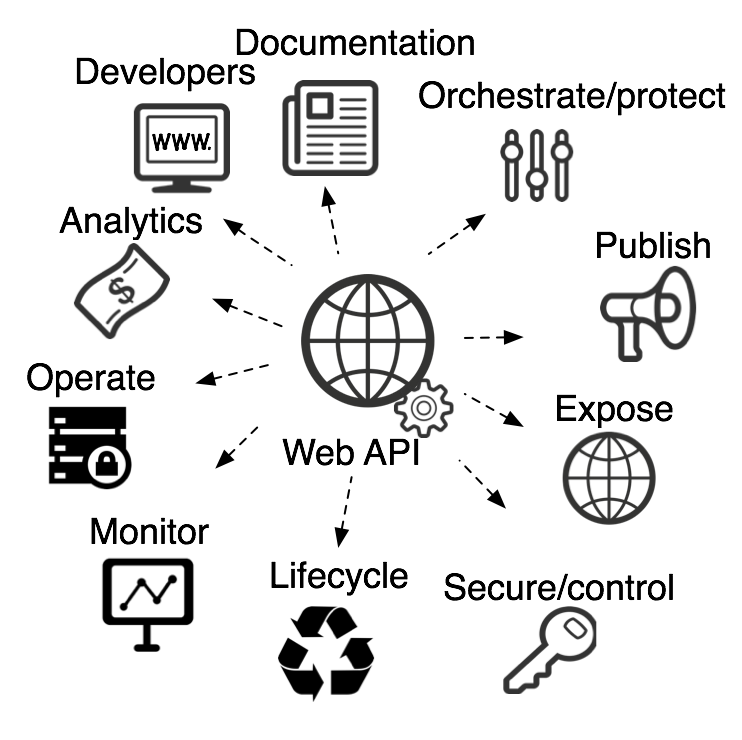 Documentation
Developers
Orchestrate/protect
www.
Analytics
Publish
$
Operate
Expose
Web API
Monitor
Lifecycle
Secure/control